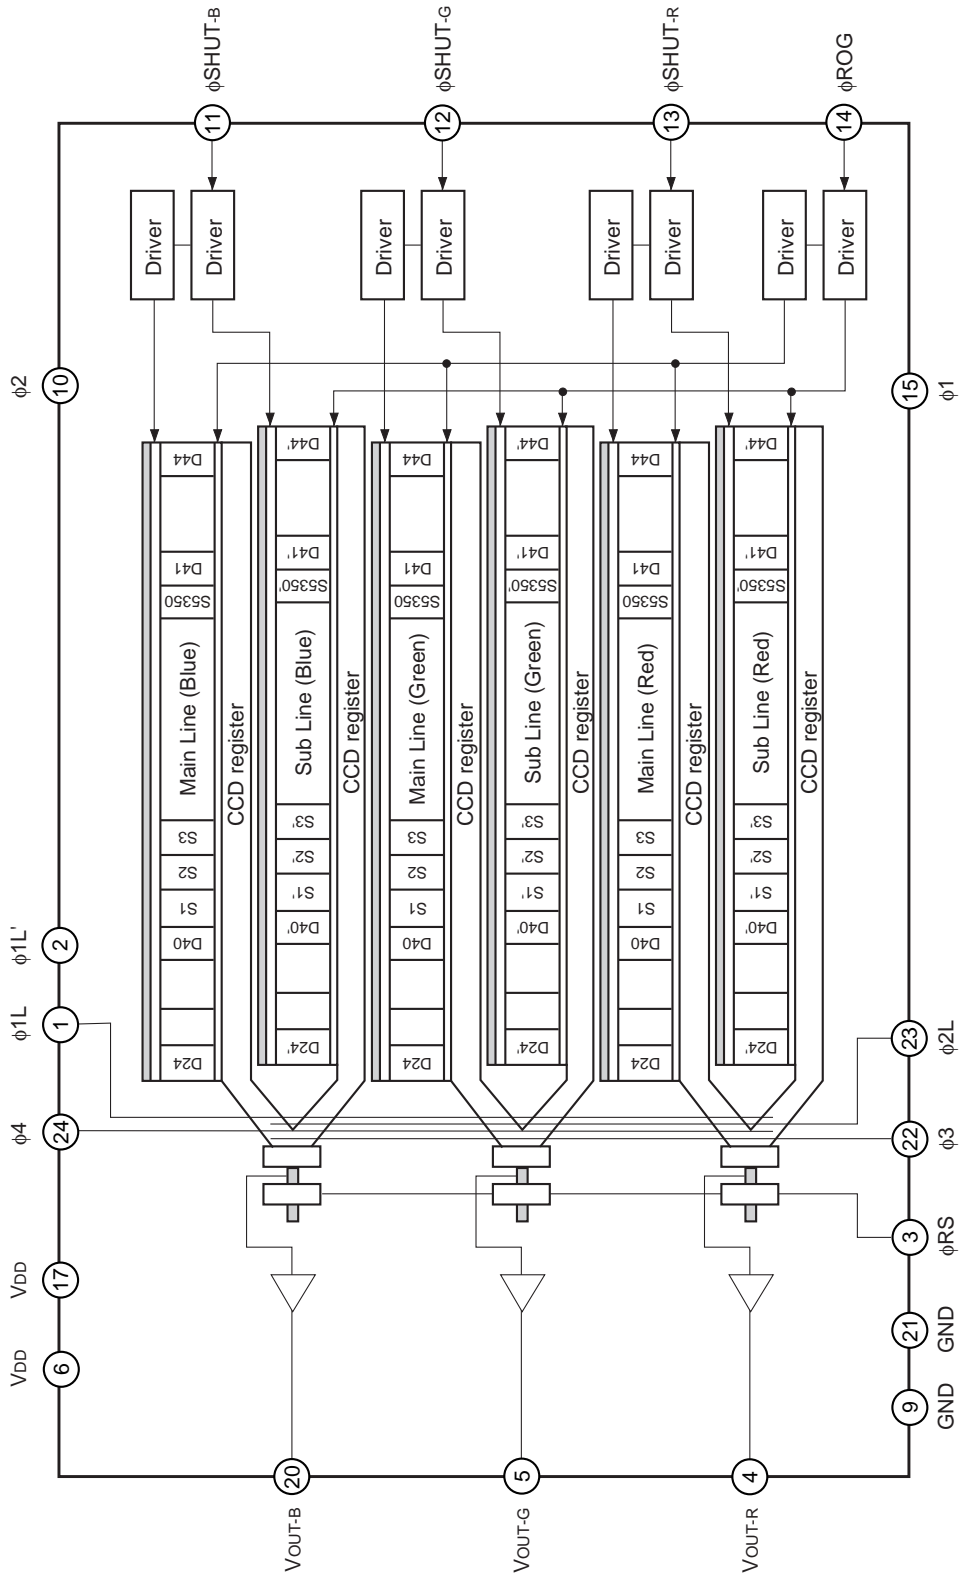 ϕSHUT-B
11
ϕSHUT-G
12
ϕSHUT-R
13
ϕROG
14
Driver
Driver
Driver
Driver
Driver
Driver
Driver
Driver
ϕ2
10
15
ϕ1
D44
D41
S5350
Main Line (Blue)
S3
S2
S1
D40
D24
CCD register
D44'
D41'
S5350'
Sub Line (Blue)
S3'
S2'
S1'
D40'
D24'
CCD register
D44
D41
S5350
Main Line (Green)
S3
S2
S1
D40
D24
CCD register
D44'
D41'
S5350'
Sub Line (Green)
S3'
S2'
S1'
D40'
D24'
CCD register
D44
D41
S5350
Main Line (Red)
S3
S2
S1
D40
D24
CCD register
D44'
D41'
S5350'
Sub Line (Red)
S3'
S2'
S1'
D40'
D24'
CCD register
ϕ1L'
2
ϕ1L
1
ϕ4
24
23
ϕ2L
22
ϕ3
3
ϕRS
VDD
17
VDD
6
21
GND
9
GND
20
VOUT-B
5
VOUT-G
4
VOUT-R